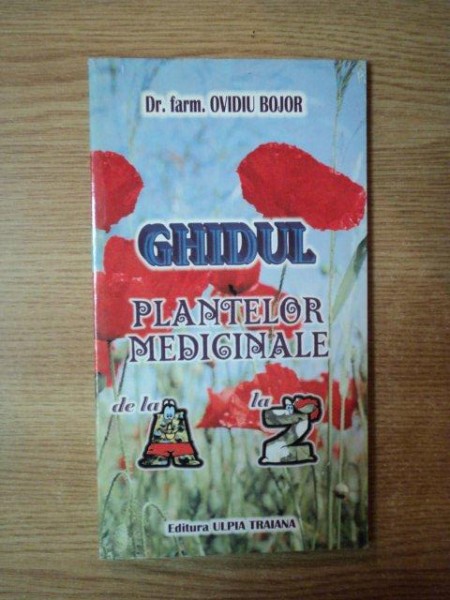 Dr. farm. OVIDIU BOJOR
GHIDUL
PLANTELOR
MEDICINALE
de la A la Z
Editura ULPIA TRAIANA